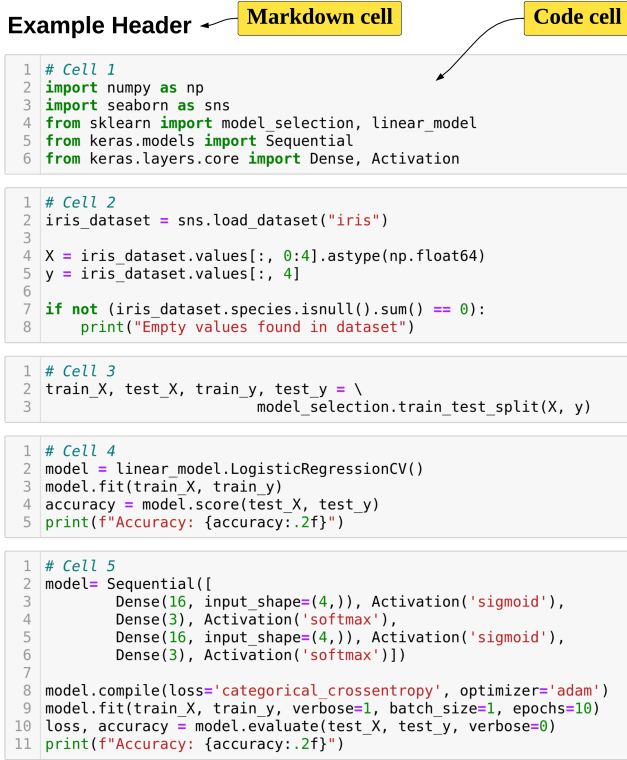 Example Header
Markdown cell
Code cell
1 # Cell 1
2 import numpy as np
3 import seaborn as sns
4 from sklearn import model_selection, linear_model
5 from keras.models import Sequential
6 from keras.layers.core import Dense, Activation
1 # Cell 2
2 iris_dataset = sns.load_dataset("iris")
3
4 X = iris_dataset.values[:, 0:4].astype(np.float64)
5 y = iris_dataset.values[:, 4]
6
7 if not (iris_dataset.species.isnull().sum() == 0):
8     print("Empty values found in dataset")
1 # Cell 3
2 train_X, test_X, train_y, test_y = \
3                         model_selection.train_test_split(X, y)
1 # Cell 4
2 model = linear_model.LogisticRegressionCV()
3 model.fit(train_X, train_y)
4 accuracy = model.score(test_X, test_y)
5 print(f"Accuracy: {accuracy:.2f}")
1 # Cell 5
2 model= Sequential([
3         Dense(16, input_shape=(4,)), Activation('sigmoid'),
4         Dense(3), Activation('softmax'),
5         Dense(16, input_shape=(4,)), Activation('sigmoid'),
6         Dense(3), Activation('softmax')])
7
8 model.compile(loss='categorical_crossentropy', optimizer='adam')
9 model.fit(train_X, train_y, verbose=1, batch_size=1, epochs=10)
10 loss, accuracy = model.evaluate(test_X, test_y, verbose=0)
11 print(f"Accuracy: {accuracy:.2f}")